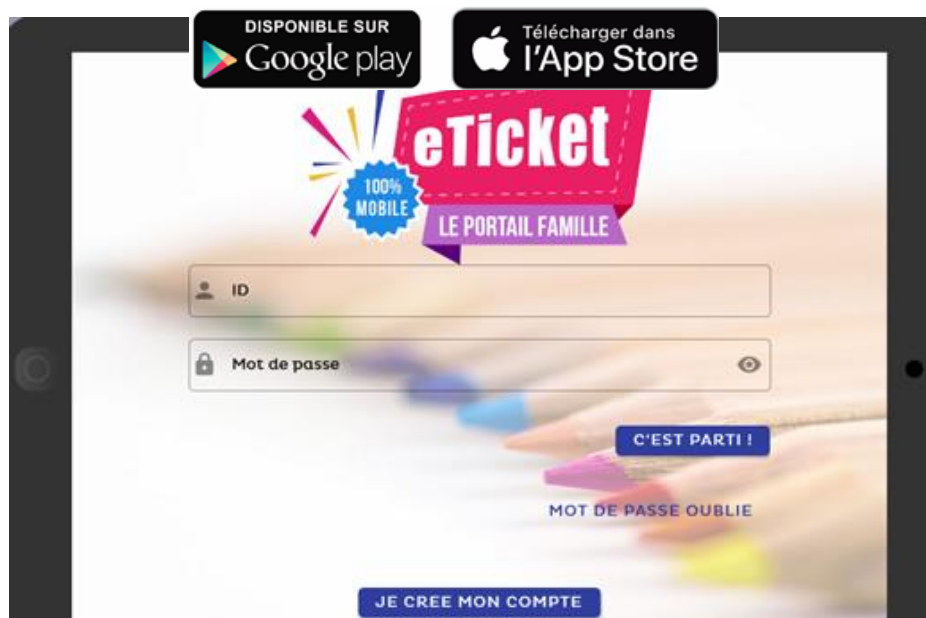 DISPONIBLE SUR
Google play
Télécharger dans
l'App Store
eTicket
100%
MOBILE
LE PORTAIL FAMILLE
ID
Mot de passe
C'EST PARTI !
MOT DE PASSE OUBLIE
JE CREE MON COMPTE